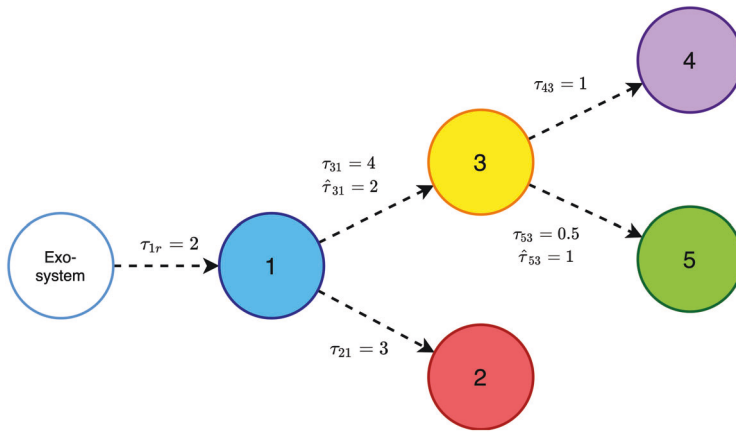 4
τ₄₃ = 1
3
τ₃₁ = 4
τ̂₃₁ = 2
τ₅₃ = 0.5
τ̂₅₃ = 1
5
Exo-
system
τ₁ᵣ = 2
1
τ₂₁ = 3
2